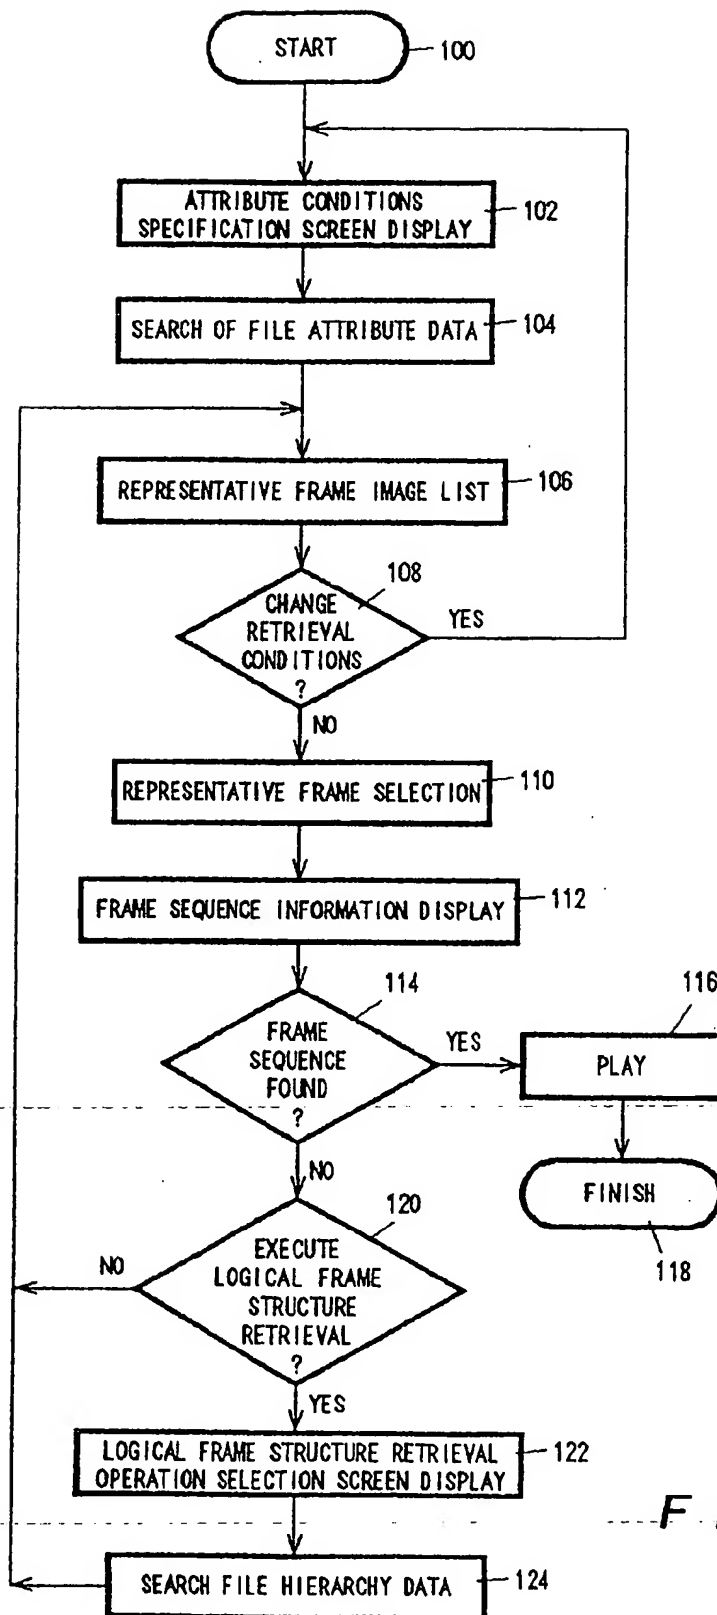 START
100
ATTRIBUTE CONDITIONS
SPECIFICATION SCREEN DISPLAY
102
SEARCH OF FILE ATTRIBUTE DATA
104
REPRESENTATIVE FRAME IMAGE LIST
106
108
CHANGE
RETRIEVAL
CONDITIONS
?
YES
NO
REPRESENTATIVE FRAME SELECTION
110
FRAME SEQUENCE INFORMATION DISPLAY
112
114
FRAME
SEQUENCE
FOUND
?
YES
116
PLAY
NO
FINISH
118
120
EXECUTE
LOGICAL FRAME
STRUCTURE
RETRIEVAL
?
NO
YES
LOGICAL FRAME STRUCTURE RETRIEVAL
OPERATION SELECTION SCREEN DISPLAY
122
F
SEARCH FILE HIERARCHY DATA
124